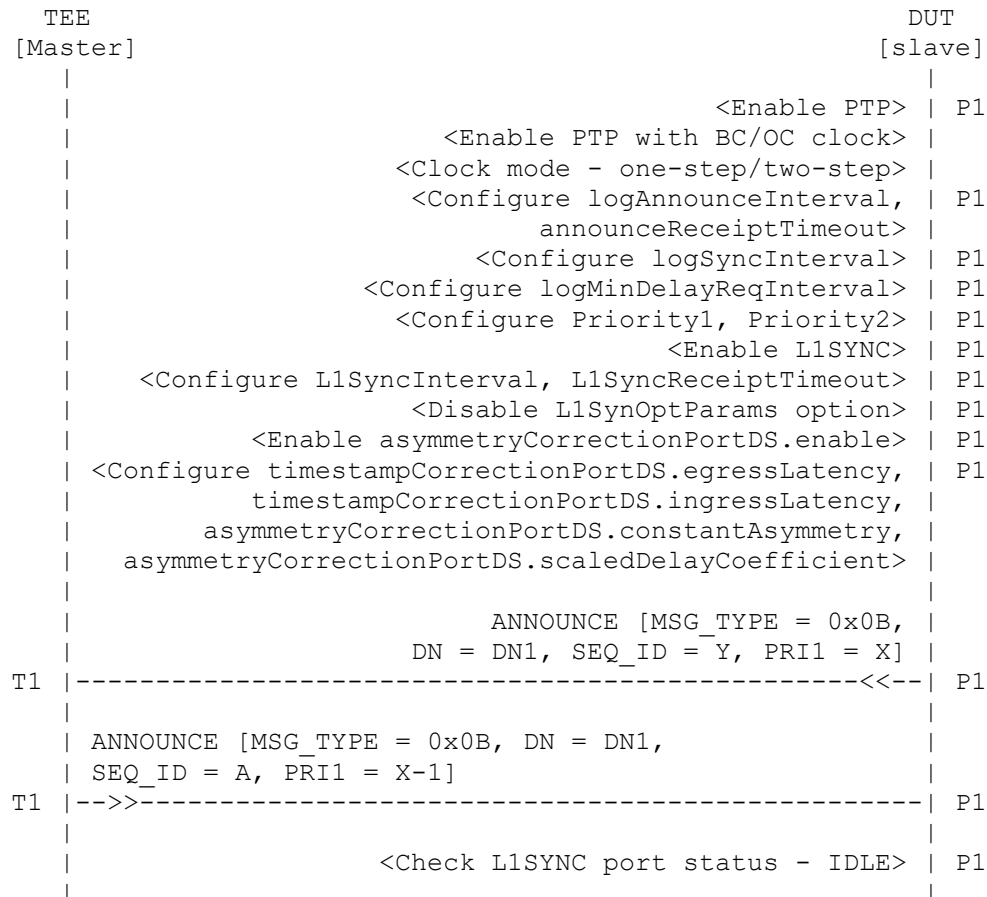 TEE DUT
[Master] [slave]
<Enable PTP> | P1
<Enable PTP with BC/OC clock> |
<Clock mode - one-step/two-step> |
<Configure logAnnounceInterval, | P1
announceReceiptTimeout> |
<Configure logSyncInterval> | P1
<Configure logMinDelayReqInterval> | P1
<Configure Priority1, Priority2> | P1
<Enable L1SYNC> | P1
<Configure L1SyncInterval, L1SyncReceiptTimeout> | P1
<Disable L1SynOptParams option> | P1
<Enable asymmetryCorrectionPortDS.enable> | P1
<Configure timestampCorrectionPortDS.egressLatency, | P1
timestampCorrectionPortDS.ingressLatency, |
asymmetryCorrectionPortDS.constantAsymmetry, |
asymmetryCorrectionPortDS.scaledDelayCoefficient> |
ANNOUNCE [MSG_TYPE = 0x0B, |
DN = DN1, SEQ_ID = Y, PRI1 = X] |
T1 |-------------------------------------------------<<--| P1
| ANNOUNCE [MSG_TYPE = 0x0B, DN = DN1, |
| SEQ_ID = A, PRI1 = X-1] |
T1 |-->>-------------------------------------------------| P1
<Check L1SYNC port status - IDLE> | P1